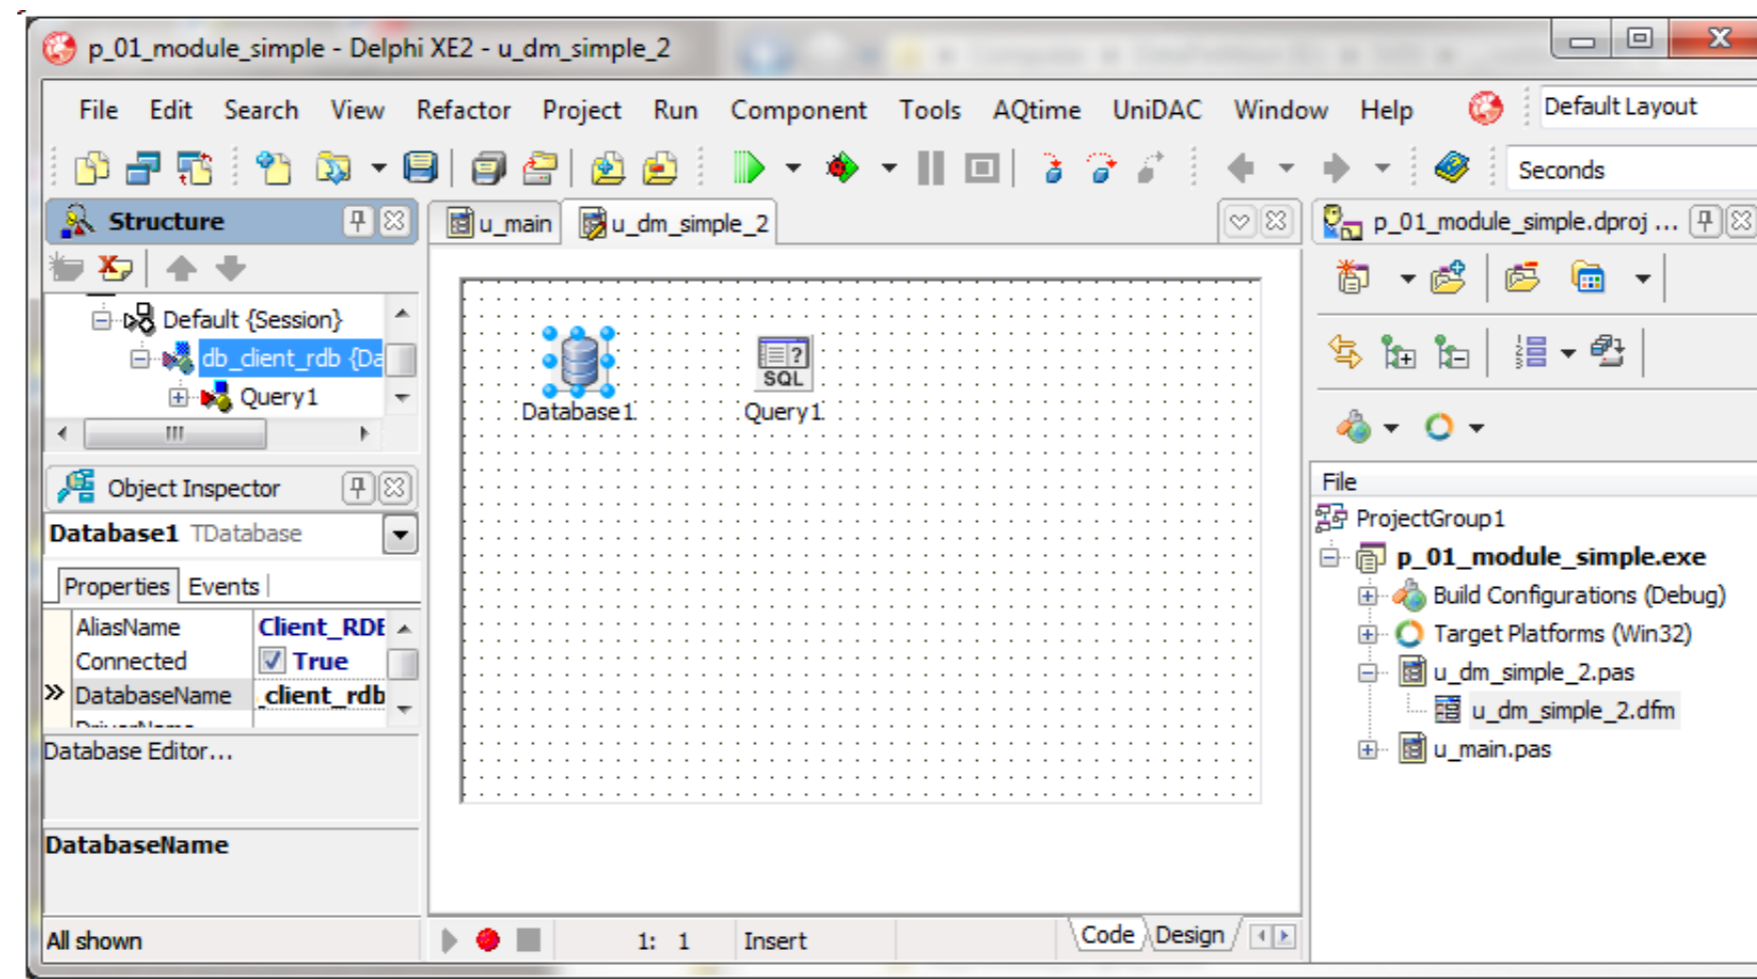 p_01_module_simple - Delphi XE2 - u_dm_simple_2
File Edit Search View Refactor Project Run Component Tools AQtime UniDAC Window Help Default Layout
Seconds
Structure
u_main u_dm_simple_2
p_01_module_simple.dproj ...
Default {Session}
db_client_rdb {Da
Query1
Database1 Query1
SQL
Object Inspector
Database1 TDatabase
Properties Events
AliasName Client_RDB
Connected True
DatabaseName _client_rdb
DriverName
Database Editor...
DatabaseName
All shown
1: 1 Insert
Code Design
File
ProjectGroup1
p_01_module_simple.exe
Build Configurations (Debug)
Target Platforms (Win32)
u_dm_simple_2.pas
u_dm_simple_2.dfm
u_main.pas